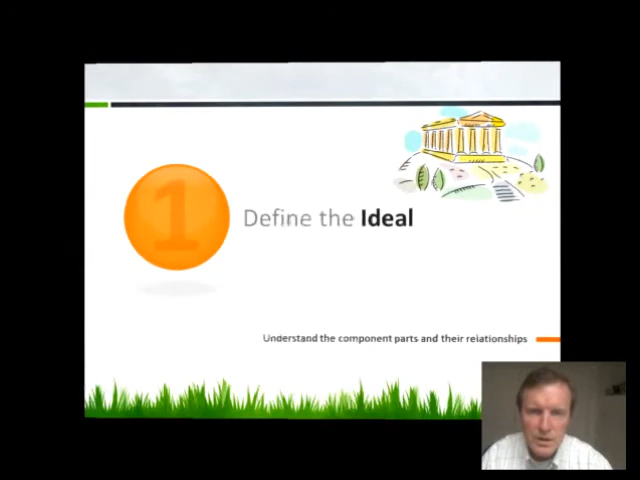 1
Define the Ideal
Understand the component parts and their relationships